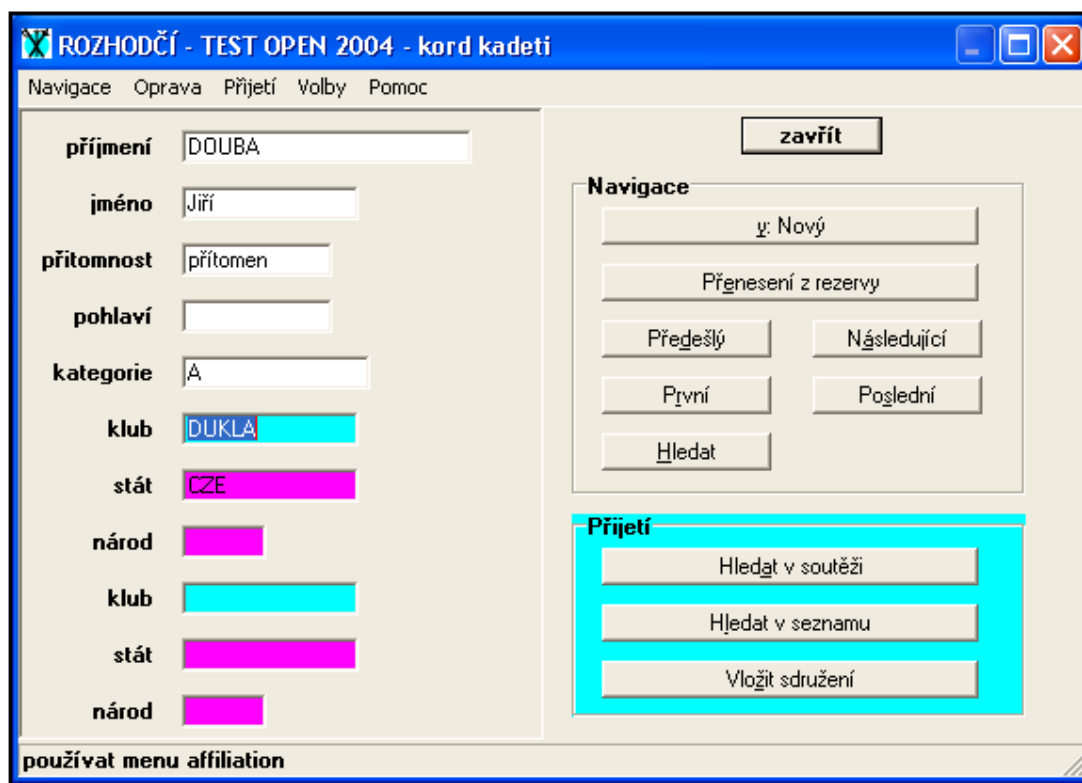 ROZHODČÍ - TEST OPEN 2004 - kord kadeti
Navigace Oprava Přijetí Volby Pomoc
příjmení DOUBA
jméno Jiří
přitomnost přítomen
pohlaví
kategorie A
klub DUKLA
stát CZE
národ
klub
stát
národ
zavřít
Navigace
y: Nový
Přenesení z rezervy
Předešlý Následující
První Poslední
Hledat
Přijetí
Hledat v soutěži
Hledat v seznamu
Vložit sdružení
používat menu affiliation